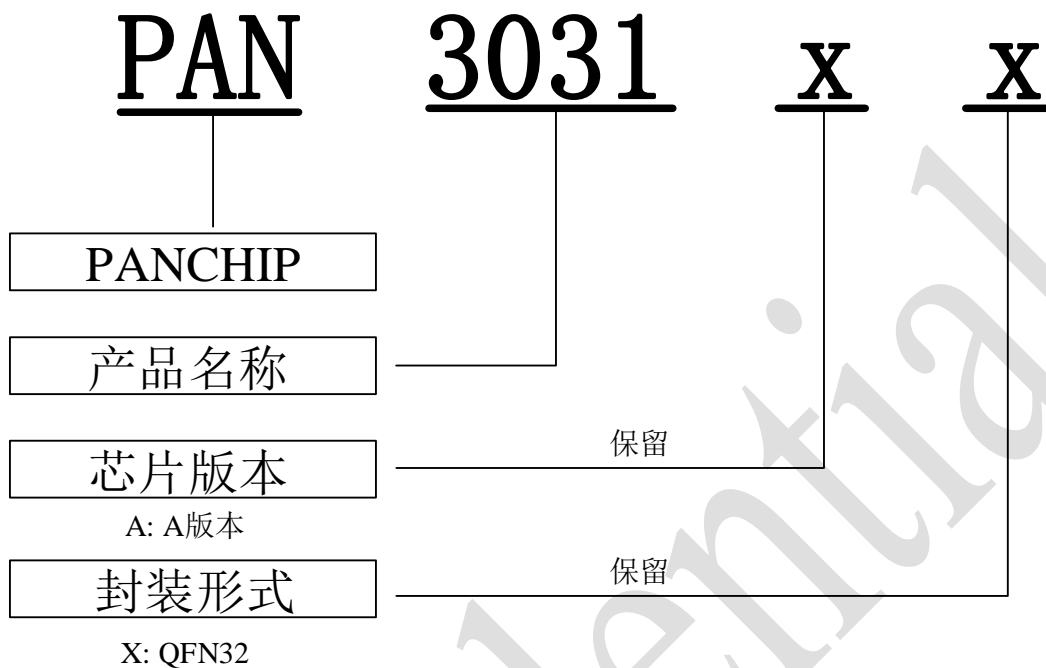 PAN 3031 x x
PANCHIP
产品名称
芯片版本
保留
A: A版本
封装形式
保留
X: QFN32